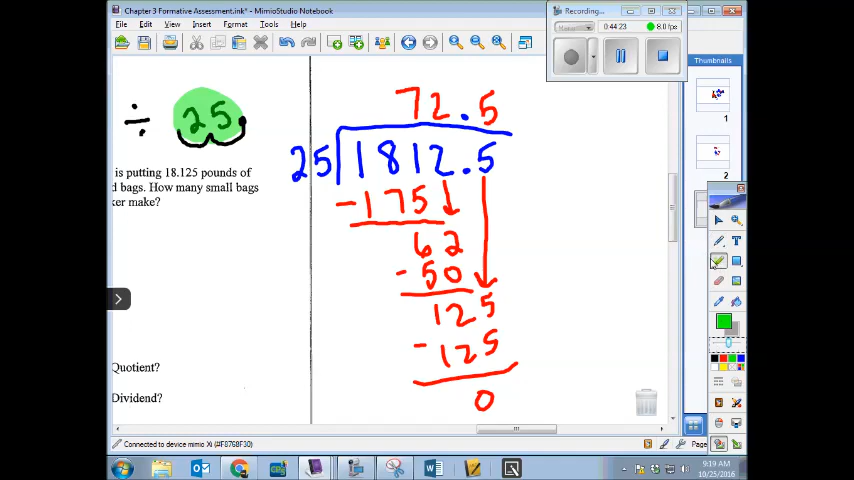 Chapter 3 Formative Assessment.ink* - MimioStudio Notebook
Recording...
File Edit View Insert Format Tools Help
00:44:23
8.0 fps
Thumbnails
1
2
÷ 25
72.5
25 1812.5
-175
62
-50
125
-125
0
is putting 18.125 pounds of
d bags. How many small bags
ker make?
Quotient?
Dividend?
Connected to device mimio Xi (#F8768F30)
Page
9:19 AM
10/25/2016